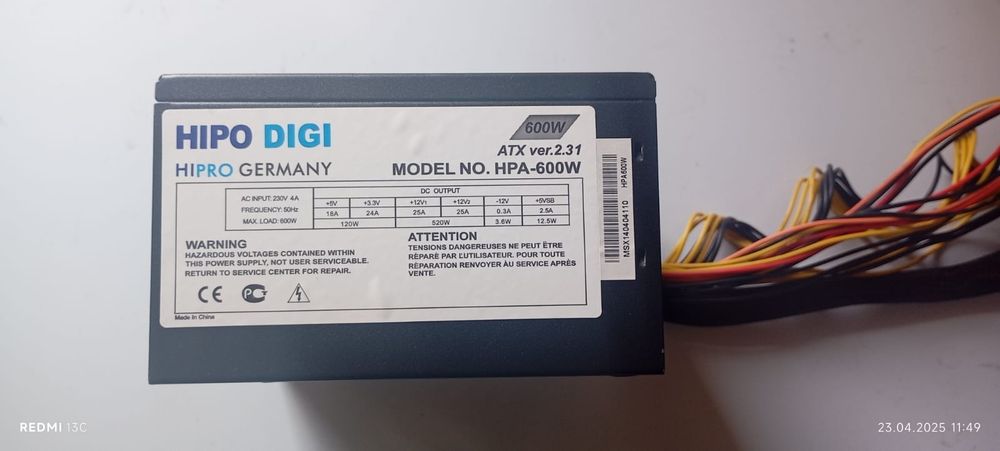 HIPO DIGI
HIPRO GERMANY
600W
ATX ver.2.31
MODEL NO. HPA-600W
AC INPUT: 230V 4A
FREQUENCY: 50Hz
MAX. LOAD: 600W
DC OUTPUT
+5V +3.3V +12V1 +12V2 -12V +5VSB
18A 24A 25A 25A 0.3A 2.5A
120W 520W 3.6W 12.5W
WARNING
HAZARDOUS VOLTAGES CONTAINED WITHIN
THIS POWER SUPPLY, NOT USER SERVICEABLE.
RETURN TO SERVICE CENTER FOR REPAIR.
ATTENTION
TENSIONS DANGEREUSES NE PEUT ÊTRE
RÉPARÉ PAR LUTILISATEUR. POUR TOUTE
RÉPARATION RENVOYER ÀU SERVICE APRÈS
VENTE.
CE PC
Made In China
MSX140404110 HPA600W
REDMI 13C
23.04.2025 11:49